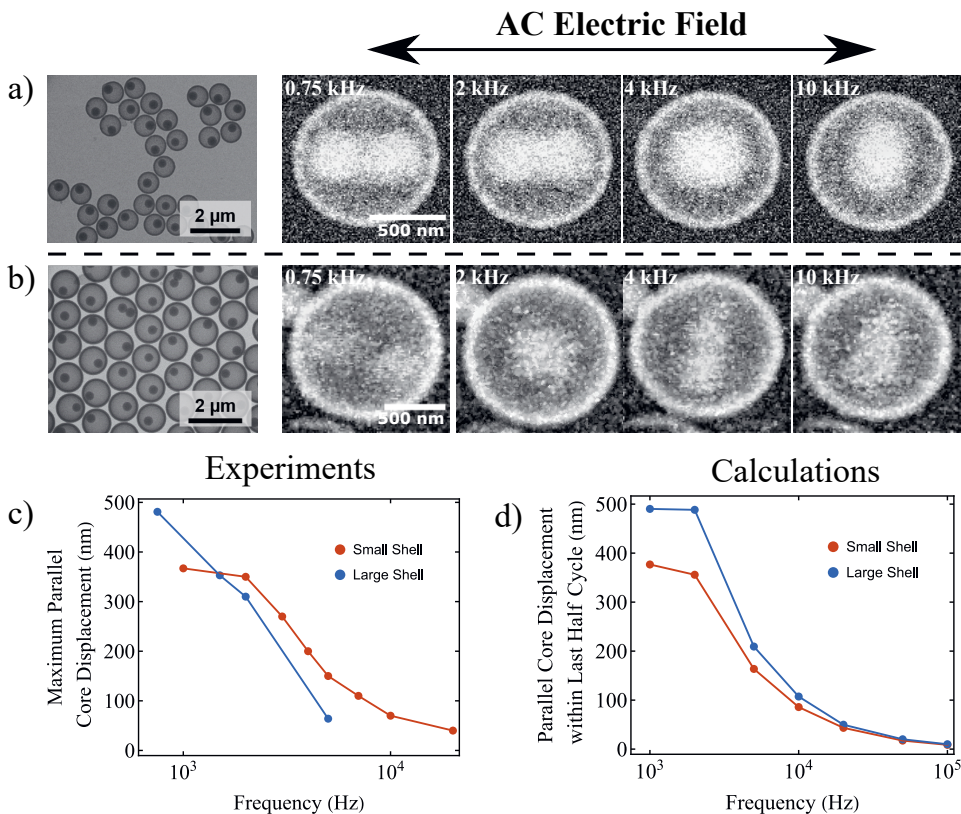 AC Electric Field
a)
2 µm
0.75 kHz
2 kHz
4 kHz
10 kHz
500 nm
b)
2 µm
0.75 kHz
2 kHz
4 kHz
10 kHz
500 nm
Experiments
c)
Maximum Parallel
Core Displacement (nm)
500
400
300
200
100
0
Small Shell
Large Shell
10³
10⁴
Frequency (Hz)
Calculations
d)
Parallel Core Displacement
within Last Half Cycle (nm)
500
400
300
200
100
0
Small Shell
Large Shell
10³
10⁴
10⁵
Frequency (Hz)